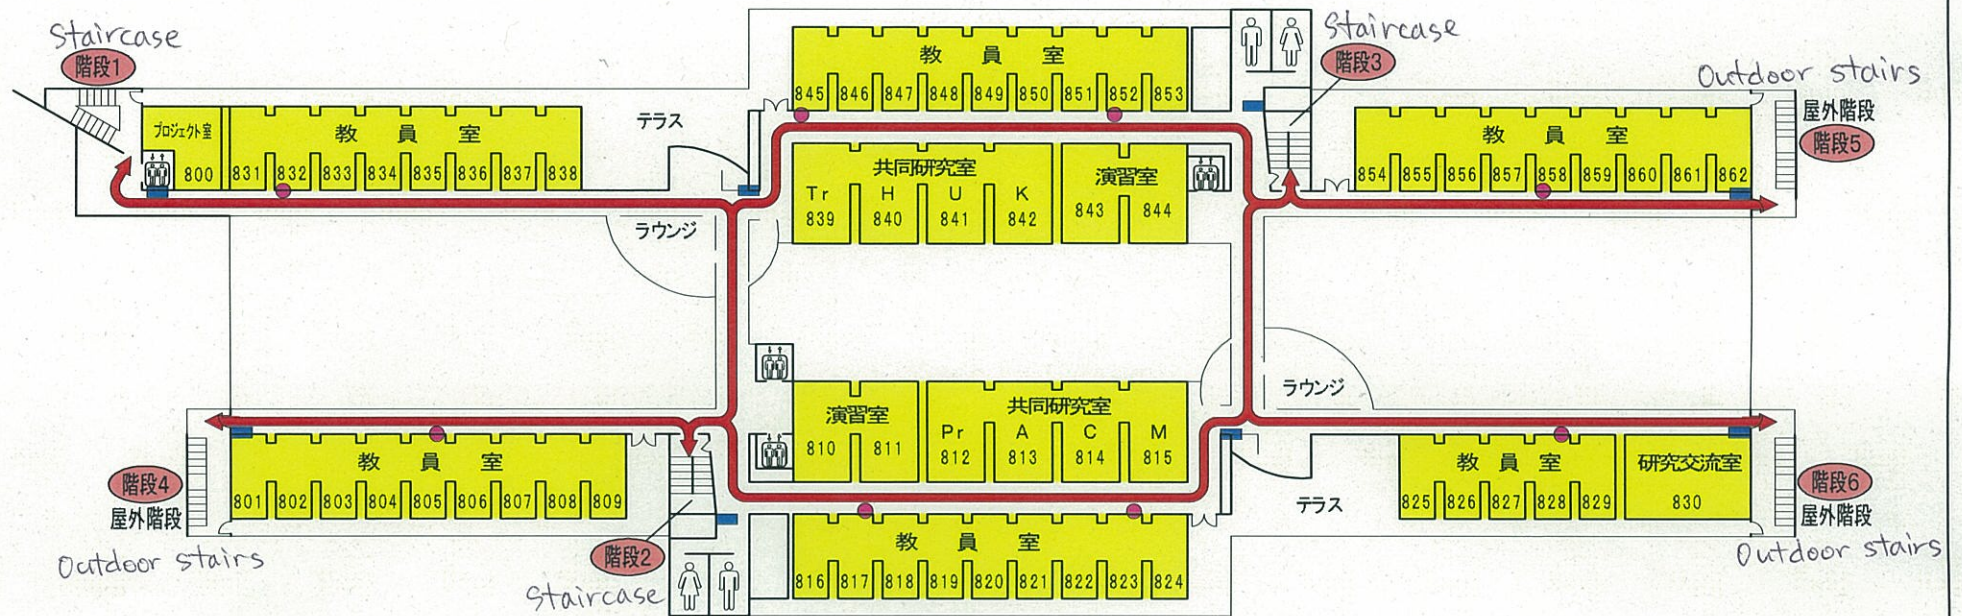 Staircase
階段1
プロジェクト室
800
教員室
831 832 833 834 835 836 837 838
テラス
ラウンジ
教員室
845 846 847 848 849 850 851 852 853
共同研究室
Tr H U K
839 840 841 842
演習室
843 844
Staircase
階段3
Outdoor stairs
屋外階段
階段5
教員室
854 855 856 857 858 859 860 861 862
階段4
屋外階段
Outdoor stairs
教員室
801 802 803 804 805 806 807 808 809
階段2
Staircase
演習室
810 811
共同研究室
Pr A C M
812 813 814 815
教員室
816 817 818 819 820 821 822 823 824
ラウンジ
テラス
教員室
825 826 827 828 829
研究交流室
830
階段6
屋外階段
Outdoor stairs